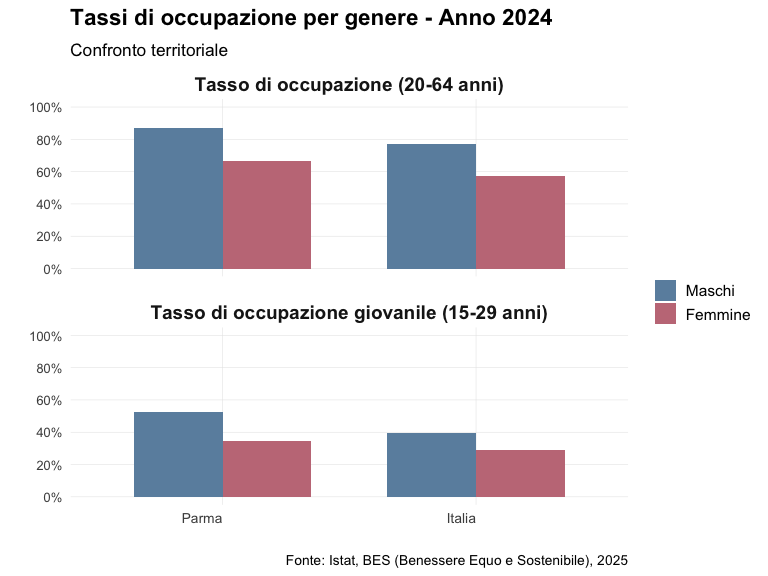 Tassi di occupazione per genere - Anno 2024
Confronto territoriale
Tasso di occupazione (20-64 anni)
100%
80%
60%
40%
20%
0%
Maschi
Femmine
Tasso di occupazione giovanile (15-29 anni)
100%
80%
60%
40%
20%
0%
Parma Italia
Fonte: Istat, BES (Benessere Equo e Sostenibile), 2025